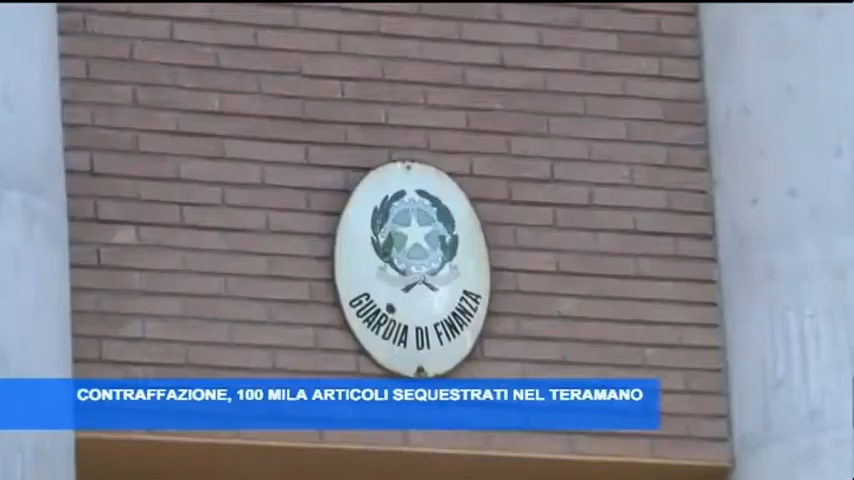 GUARDIA DI FINANZA
CONTRAFFAZIONE, 100 MILA ARTICOLI SEQUESTRATI NEL TERAMANO